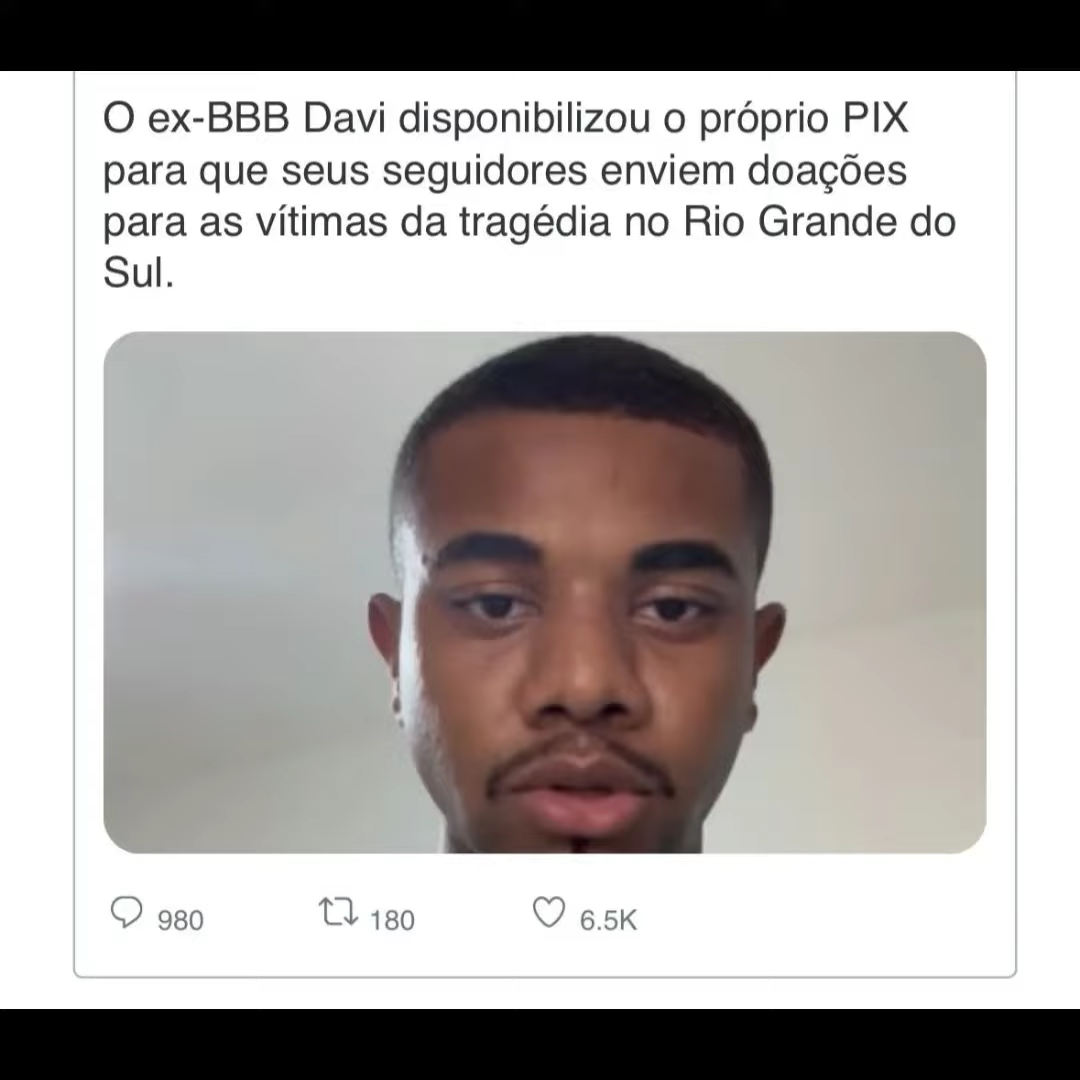 O ex-BBB Davi disponibilizou o próprio PIX
para que seus seguidores enviem doações
para as vítimas da tragédia no Rio Grande do
Sul.
980 180 6.5K